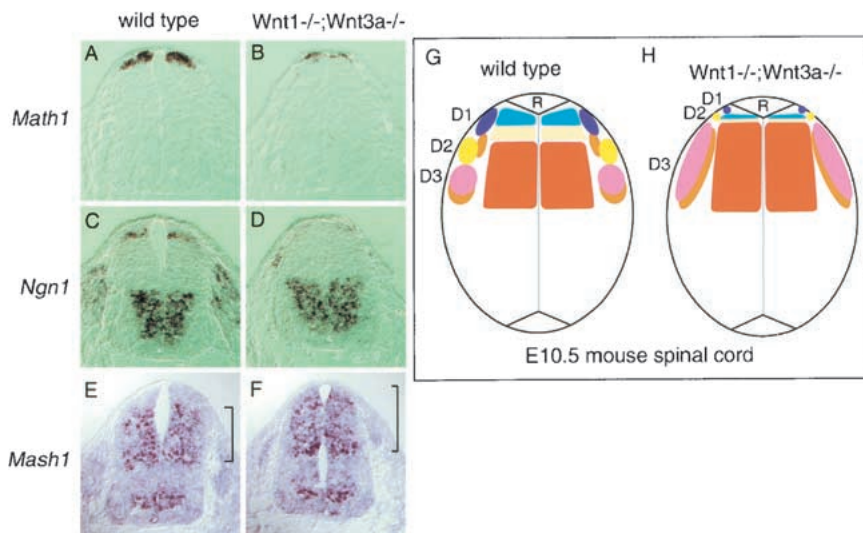 wild type
Wnt1-/-;Wnt3a-/-
Math1
A
B
Ngn1
C
D
Mash1
E
F
G
wild type
R
D1
D2
D3
H
Wnt1-/-;Wnt3a-/-
D1
R
D2
D3
E10.5 mouse spinal cord